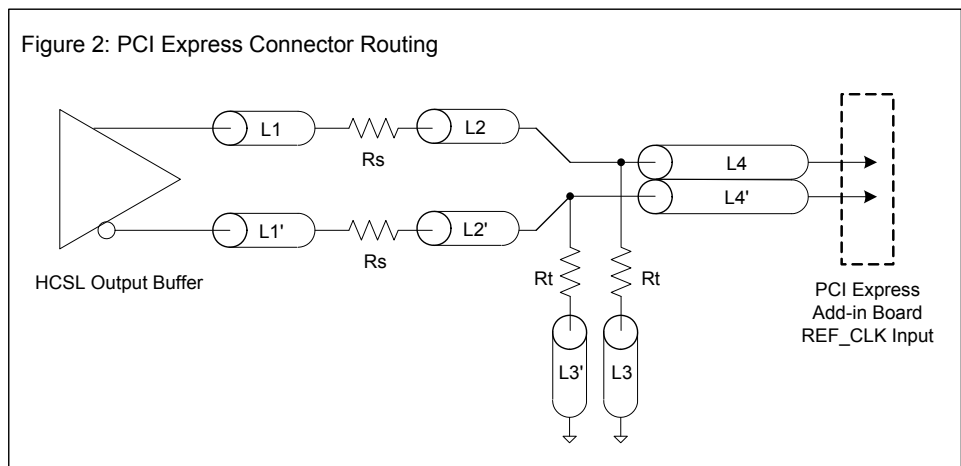 Figure 2: PCI Express Connector Routing
L1
Rs
L2
L4
L4'
L1'
Rs
L2'
HCSL Output Buffer
Rt
Rt
L3'
L3
PCI Express
Add-in Board
REF_CLK Input